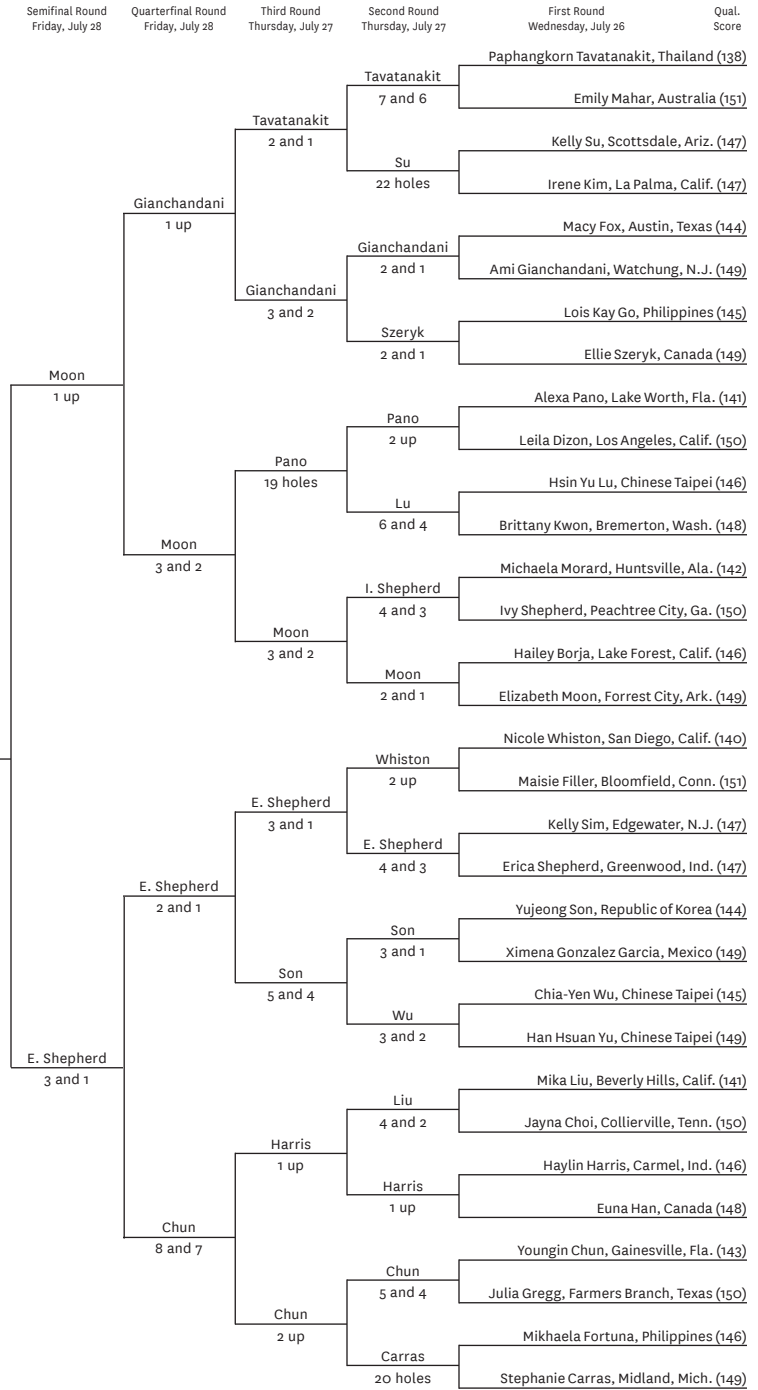 Semifinal Round
Friday, July 28
Quarterfinal Round
Friday, July 28
Third Round
Thursday, July 27
Second Round
Thursday, July 27
First Round
Wednesday, July 26
Qual.
Score
Paphangkorn Tavatanakit, Thailand (138)
Tavatanakit
7 and 6
Emily Mahar, Australia (151)
Tavatanakit
2 and 1
Kelly Su, Scottsdale, Ariz. (147)
Su
22 holes
Irene Kim, La Palma, Calif. (147)
Gianchandani
1 up
Macy Fox, Austin, Texas (144)
Gianchandani
2 and 1
Ami Gianchandani, Watchung, N.J. (149)
Gianchandani
3 and 2
Lois Kay Go, Philippines (145)
Szeryk
2 and 1
Ellie Szeryk, Canada (149)
Moon
1 up
Alexa Pano, Lake Worth, Fla. (141)
Pano
2 up
Leila Dizon, Los Angeles, Calif. (150)
Pano
19 holes
Hsin Yu Lu, Chinese Taipei (146)
Lu
6 and 4
Brittany Kwon, Bremerton, Wash. (148)
Moon
3 and 2
Michaela Morard, Huntsville, Ala. (142)
I. Shepherd
4 and 3
Ivy Shepherd, Peachtree City, Ga. (150)
Moon
3 and 2
Hailey Borja, Lake Forest, Calif. (146)
Moon
2 and 1
Elizabeth Moon, Forrest City, Ark. (149)
Nicole Whiston, San Diego, Calif. (140)
Whiston
2 up
Maisie Filler, Bloomfield, Conn. (151)
E. Shepherd
3 and 1
Kelly Sim, Edgewater, N.J. (147)
E. Shepherd
4 and 3
Erica Shepherd, Greenwood, Ind. (147)
E. Shepherd
2 and 1
Yujeong Son, Republic of Korea (144)
Son
3 and 1
Ximena Gonzalez Garcia, Mexico (149)
Son
5 and 4
Chia-Yen Wu, Chinese Taipei (145)
Wu
3 and 2
Han Hsuan Yu, Chinese Taipei (149)
E. Shepherd
3 and 1
Mika Liu, Beverly Hills, Calif. (141)
Liu
4 and 2
Jayna Choi, Collierville, Tenn. (150)
Harris
1 up
Haylin Harris, Carmel, Ind. (146)
Harris
1 up
Euna Han, Canada (148)
Chun
8 and 7
Youngin Chun, Gainesville, Fla. (143)
Chun
5 and 4
Julia Gregg, Farmers Branch, Texas (150)
Chun
2 up
Mikhaela Fortuna, Philippines (146)
Carras
20 holes
Stephanie Carras, Midland, Mich. (149)